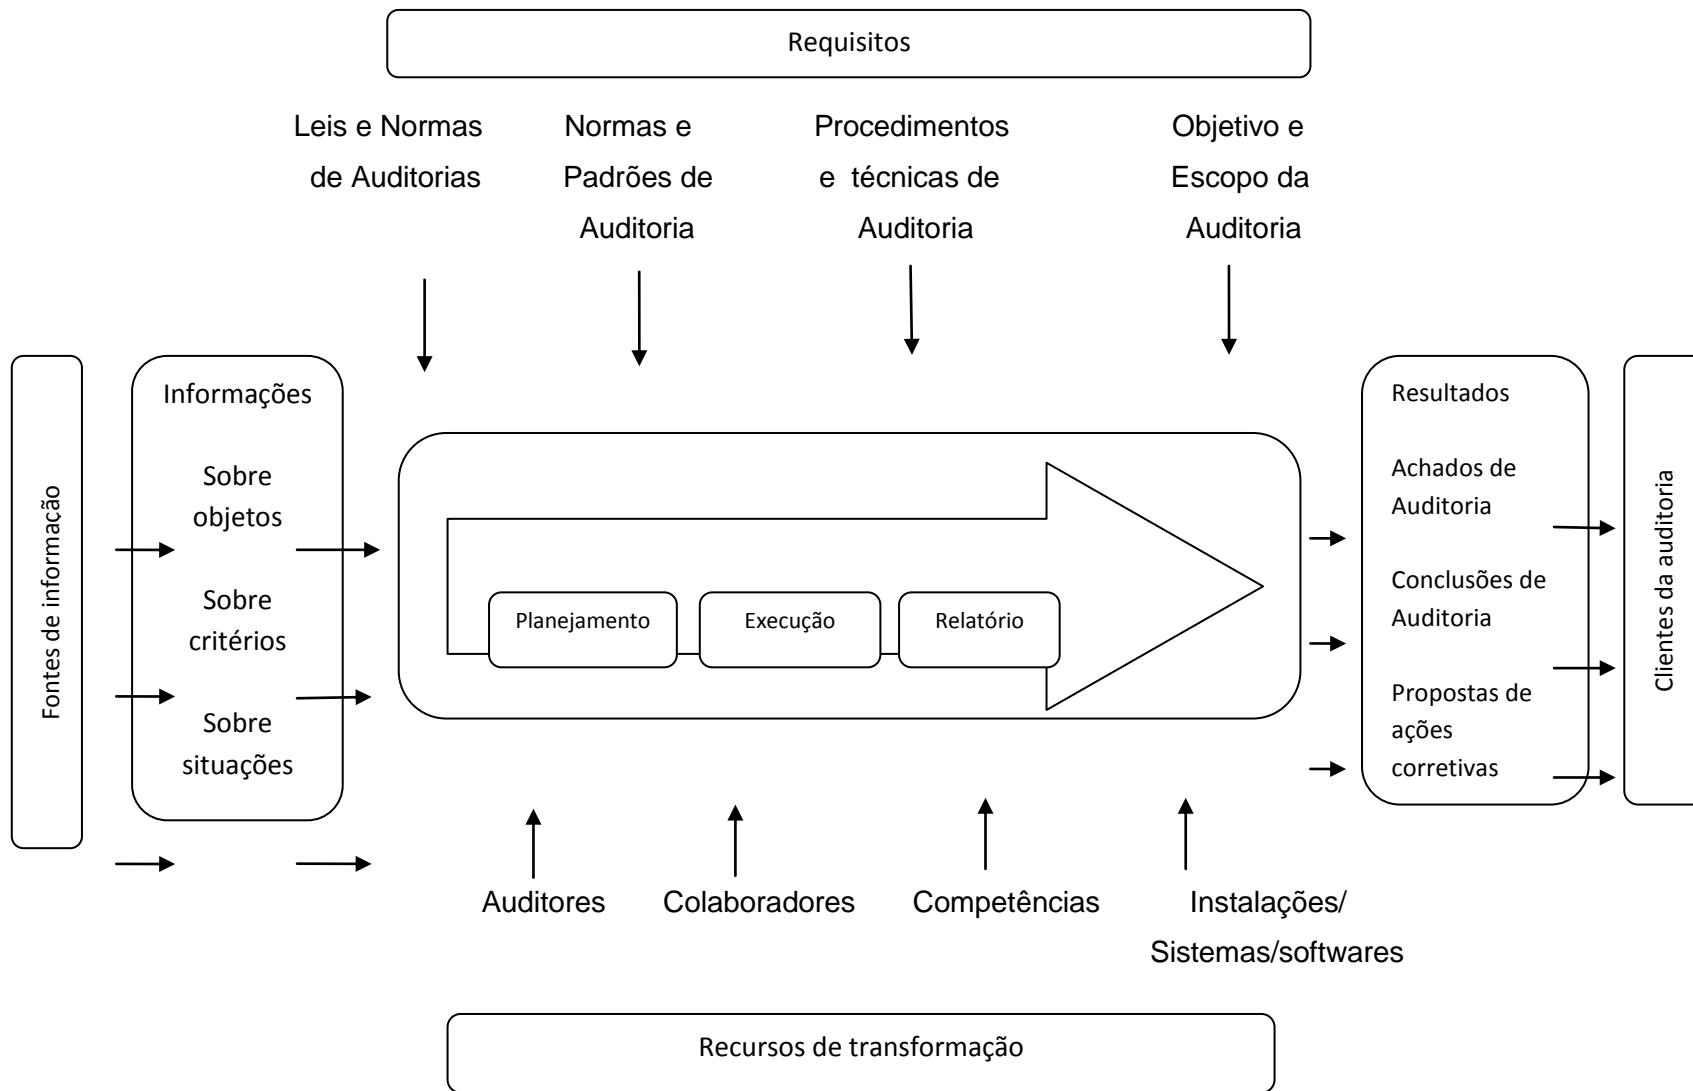 Requisitos
Leis e Normas
de Auditorias
Normas e
Padrões de
Auditoria
Procedimentos
e técnicas de
Auditoria
Objetivo e
Escopo da
Auditoria
Fontes de informação
Informações
Sobre
objetos
Sobre
critérios
Sobre
situações
Planejamento
Execução
Relatório
Resultados
Achados de
Auditoria
Conclusões de
Auditoria
Propostas de
ações
corretivas
Clientes da auditoria
Auditores
Colaboradores
Competências
Instalações/
Sistemas/softwares
Recursos de transformação